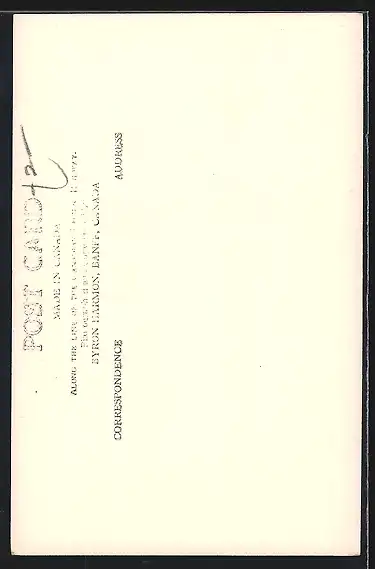 POST CARD
MADE IN CANADA
ALONG THE LINE OF THE CANADIAN PACIFIC RAILWAY.
BYRON HARMON, BANFF, CANADA
CORRESPONDENCE ADDRESS